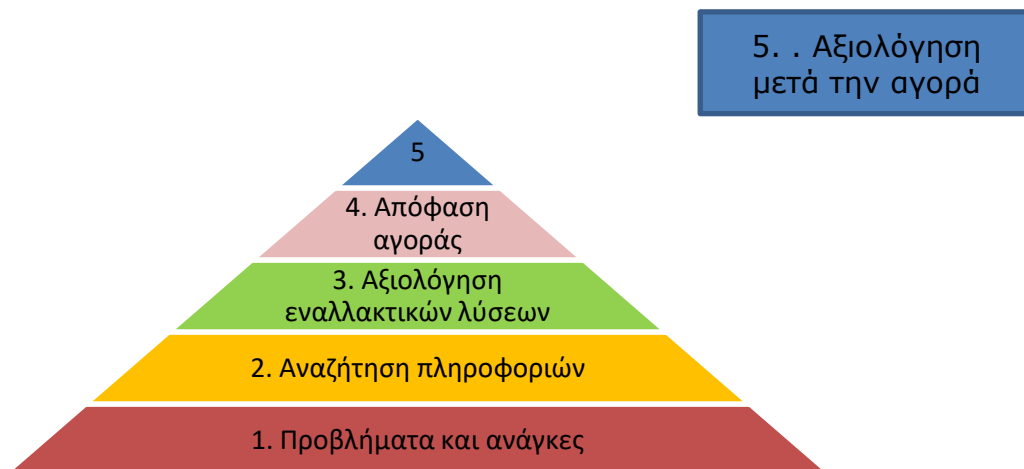 5. . Αξιολόγηση
μετά την αγορά
5
4. Απόφαση
αγοράς
3. Αξιολόγηση
εναλλακτικών λύσεων
2. Αναζήτηση πληροφοριών
1. Προβλήματα και ανάγκες